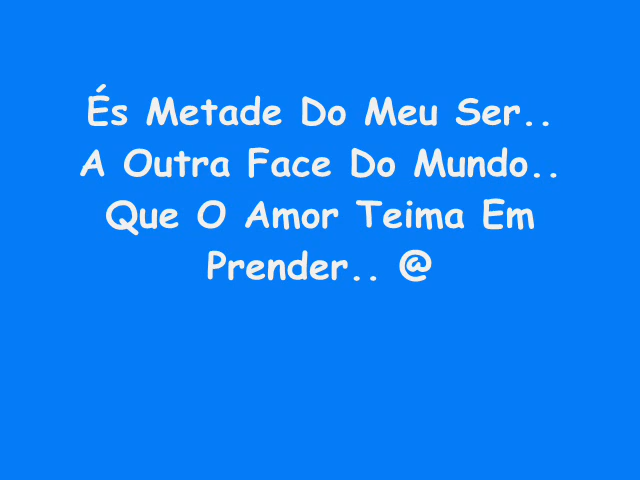 És Metade Do Meu Ser..
A Outra Face Do Mundo..
Que O Amor Teima Em
Prender.. @